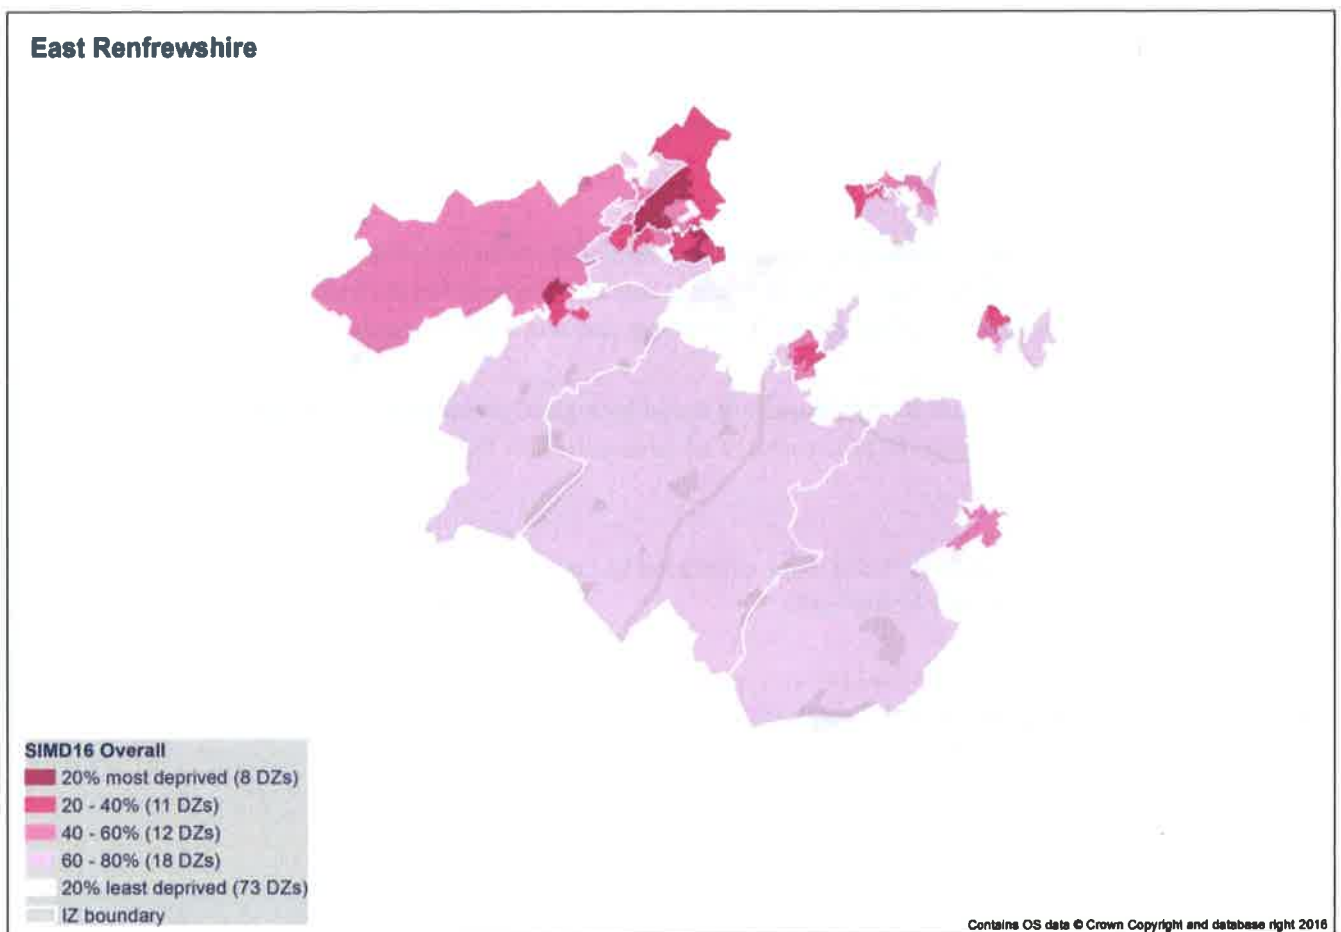 East Renfrewshire
SIMD16 Overall
20% most deprived (8 DZs)
20 - 40% (11 DZs)
40 - 60% (12 DZs)
60 - 80% (18 DZs)
20% least deprived (73 DZs)
IZ boundary
Contains OS data © Crown Copyright and database right 2016